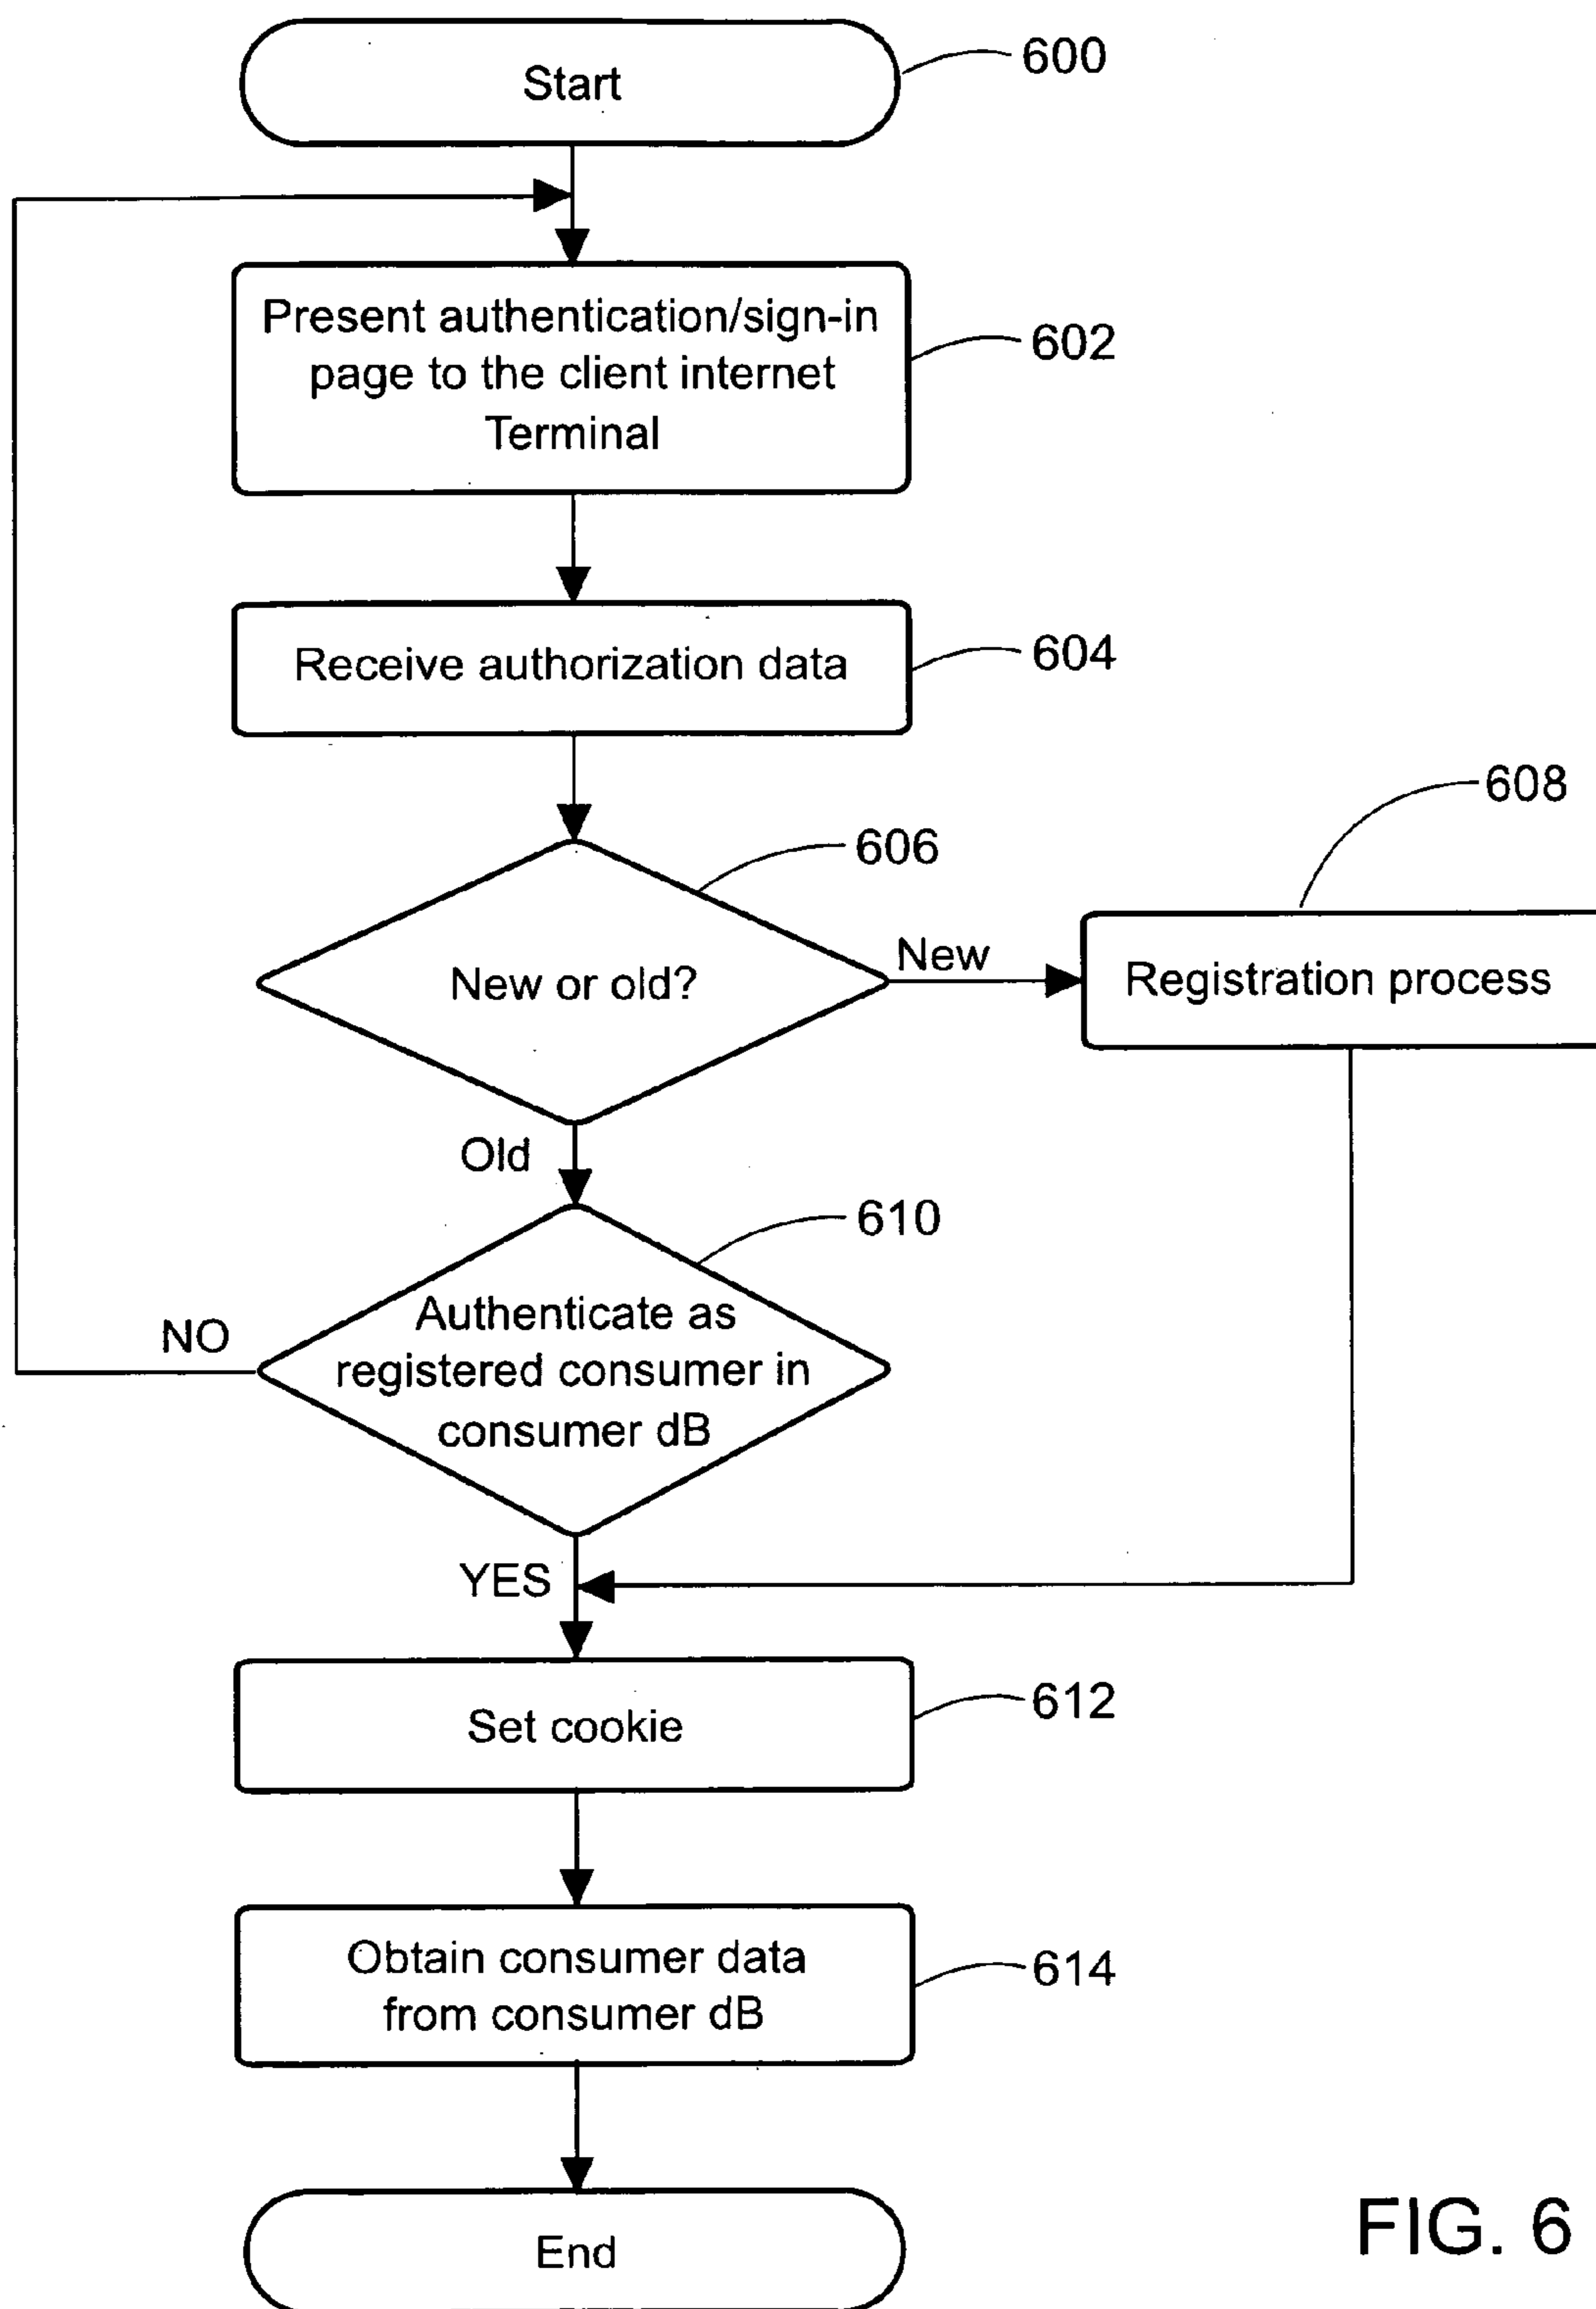 Start
600
Present authentication/sign-in
page to the client internet
Terminal
602
Receive authorization data
604
606
608
New or old?
New
Registration process
Old
610
Authenticate as
registered consumer in
consumer dB
NO
YES
Set cookie
612
Obtain consumer data
from consumer dB
614
End
FIG. 6